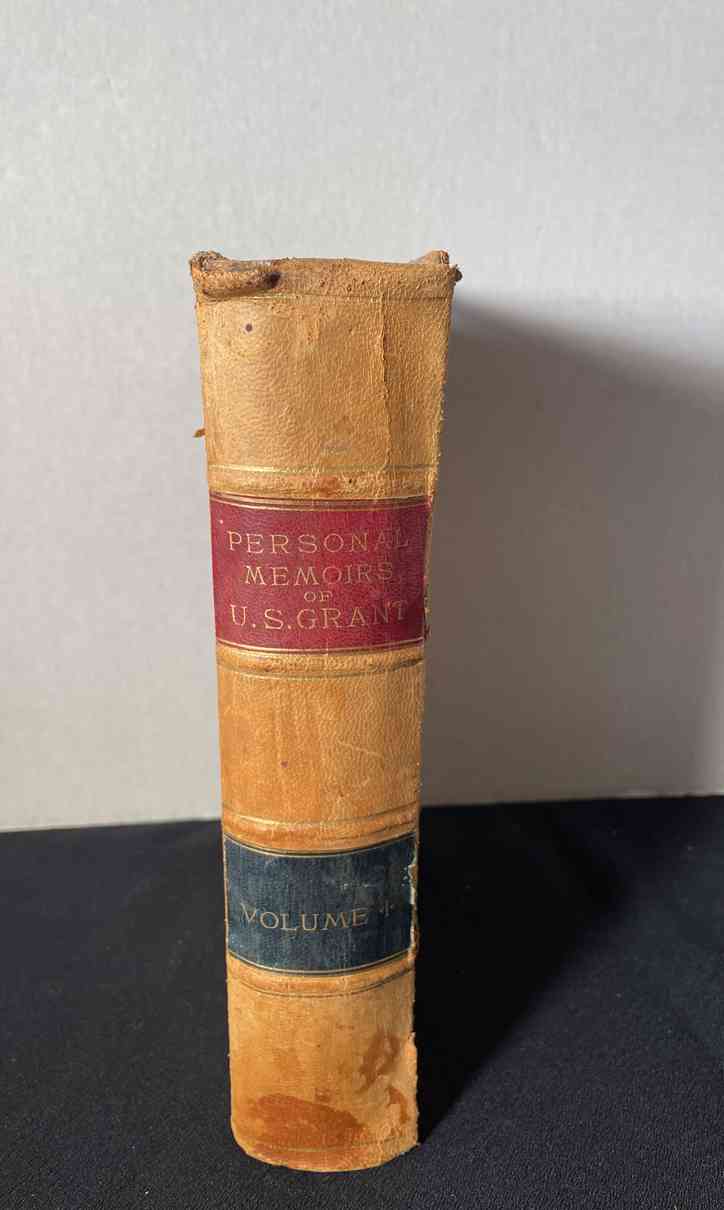 PERSONAL
MEMOIRS
OF
U.S.GRANT
VOLUME